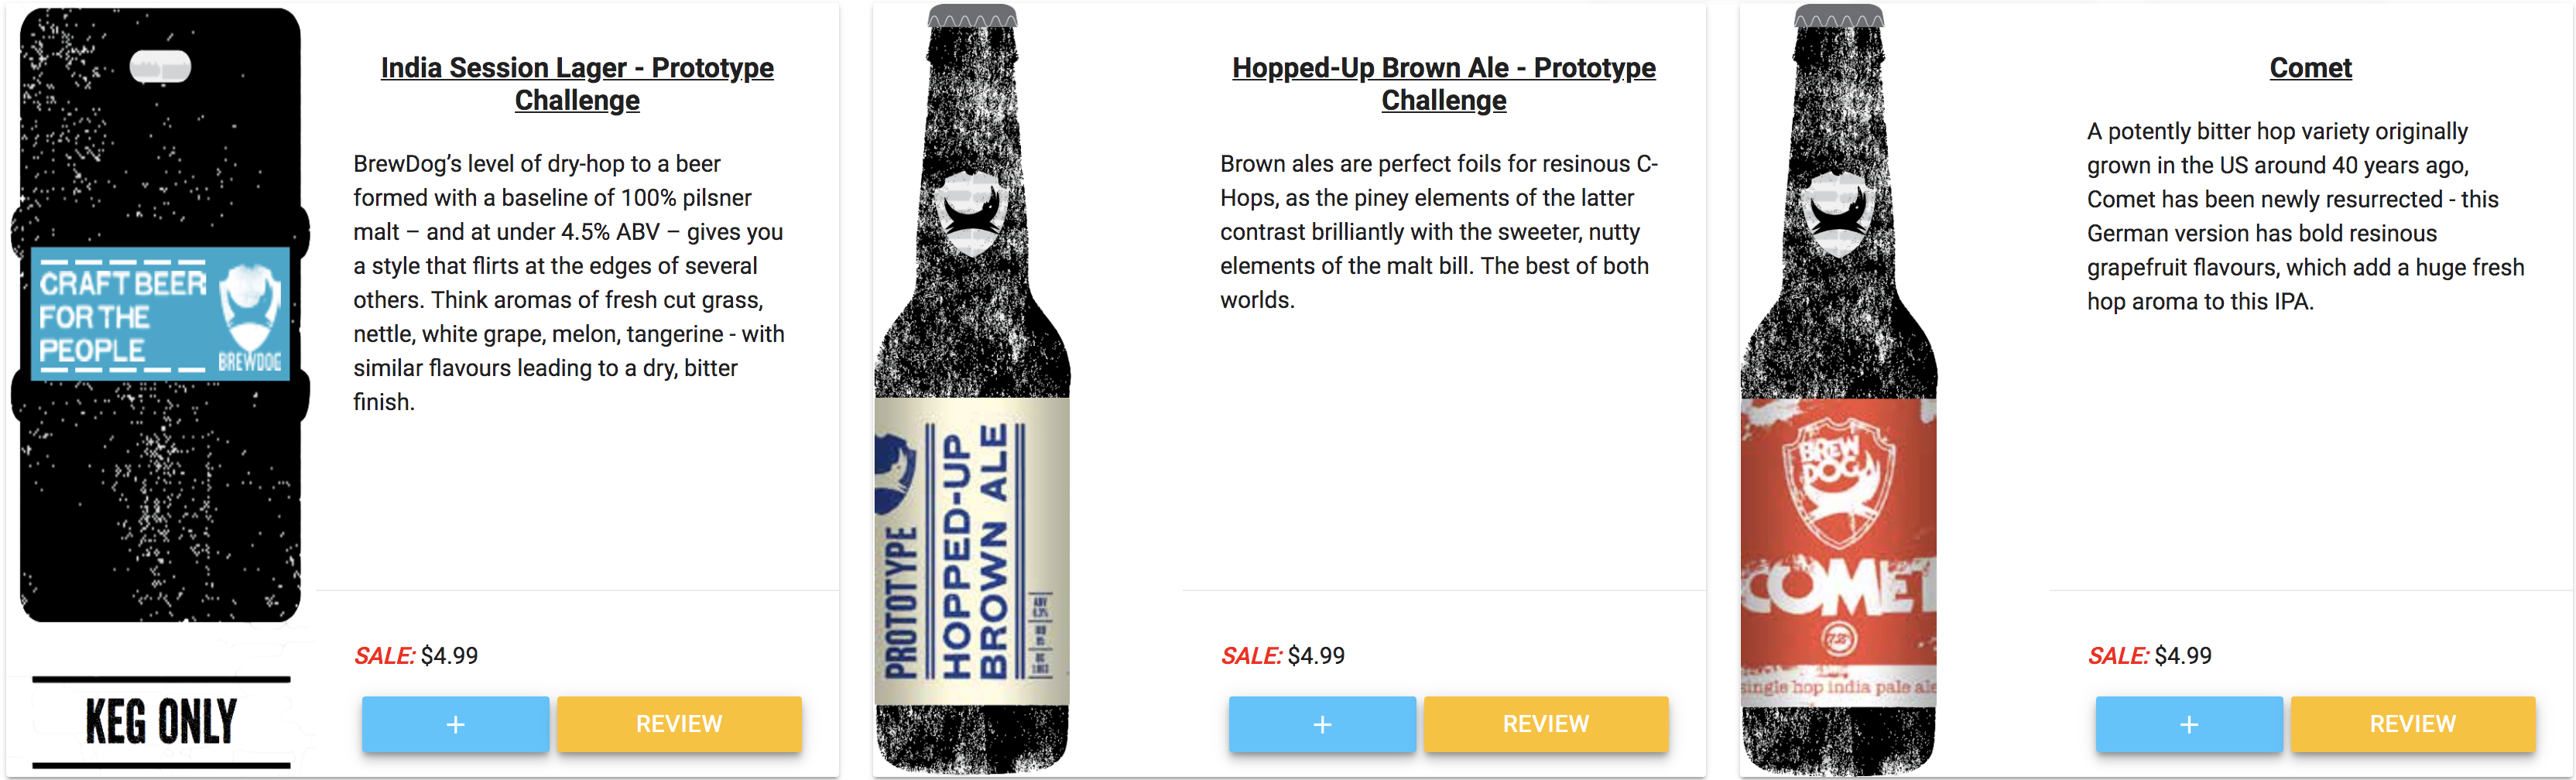 CRAFT BEER
FOR THE
PEOPLE
BREWDOG
KEG ONLY
India Session Lager - Prototype
Challenge
BrewDog’s level of dry-hop to a beer
formed with a baseline of 100% pilsner
malt – and at under 4.5% ABV – gives you
a style that flirts at the edges of several
others. Think aromas of fresh cut grass,
nettle, white grape, melon, tangerine - with
similar flavours leading to a dry, bitter
finish.
SALE: $4.99
+
REVIEW
PROTOTYPE
HOPPED-UP
BROWN ALE
ABV
Hopped-Up Brown Ale - Prototype
Challenge
Brown ales are perfect foils for resinous C-
Hops, as the piney elements of the latter
contrast brilliantly with the sweeter, nutty
elements of the malt bill. The best of both
worlds.
SALE: $4.99
+
REVIEW
BREW
DOG
COMET
7.2%
single hop india pale ale
Comet
A potently bitter hop variety originally
grown in the US around 40 years ago,
Comet has been newly resurrected - this
German version has bold resinous
grapefruit flavours, which add a huge fresh
hop aroma to this IPA.
SALE: $4.99
+
REVIEW